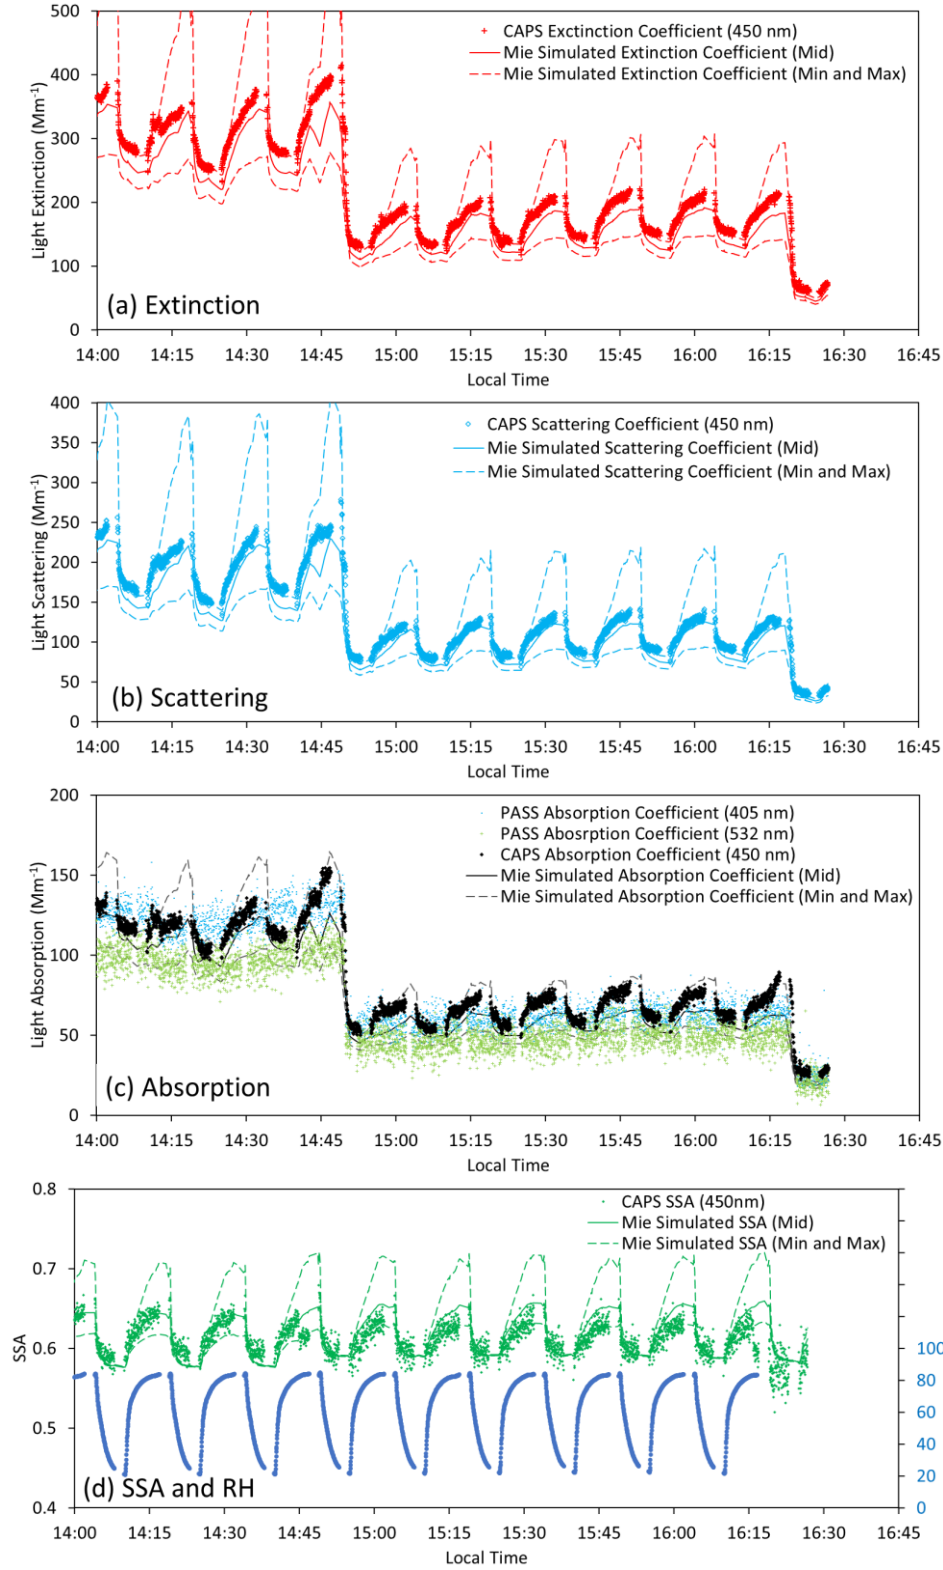 500
CAPS Exctinction Coefficient (450 nm)
Mie Simulated Extinction Coefficient (Mid)
Mie Simulated Extinction Coefficient (Min and Max)
400
300
200
100
0
Light Extinction (Mm-1)
(a) Extinction
14:00 14:15 14:30 14:45 15:00 15:15 15:30 15:45 16:00 16:15 16:30 16:45
Local Time
400
CAPS Scattering Coefficient (450 nm)
Mie Simulated Scattering Coefficient (Mid)
Mie Simulated Scattering Coefficient (Min and Max)
350
300
250
200
150
100
50
0
Light Scattering (Mm-1)
(b) Scattering
14:00 14:15 14:30 14:45 15:00 15:15 15:30 15:45 16:00 16:15 16:30 16:45
Local Time
200
PASS Absorption Coefficient (405 nm)
PASS Abosrption Coefficient (532 nm)
CAPS Absorption Coefficient (450 nm)
Mie Simulated Absorption Coefficient (Mid)
Mie Simulated Absorption Coefficient (Min and Max)
150
100
50
0
Light Absorption (Mm-1)
(c) Absorption
14:00 14:15 14:30 14:45 15:00 15:15 15:30 15:45 16:00 16:15 16:30 16:45
Local Time
0.8
CAPS SSA (450nm)
Mie Simulated SSA (Mid)
Mie Simulated SSA (Min and Max)
0.7
0.6
0.5
0.4
SSA
100
80
60
40
20
0
(d) SSA and RH
14:00 14:15 14:30 14:45 15:00 15:15 15:30 15:45 16:00 16:15 16:30 16:45
Local Time